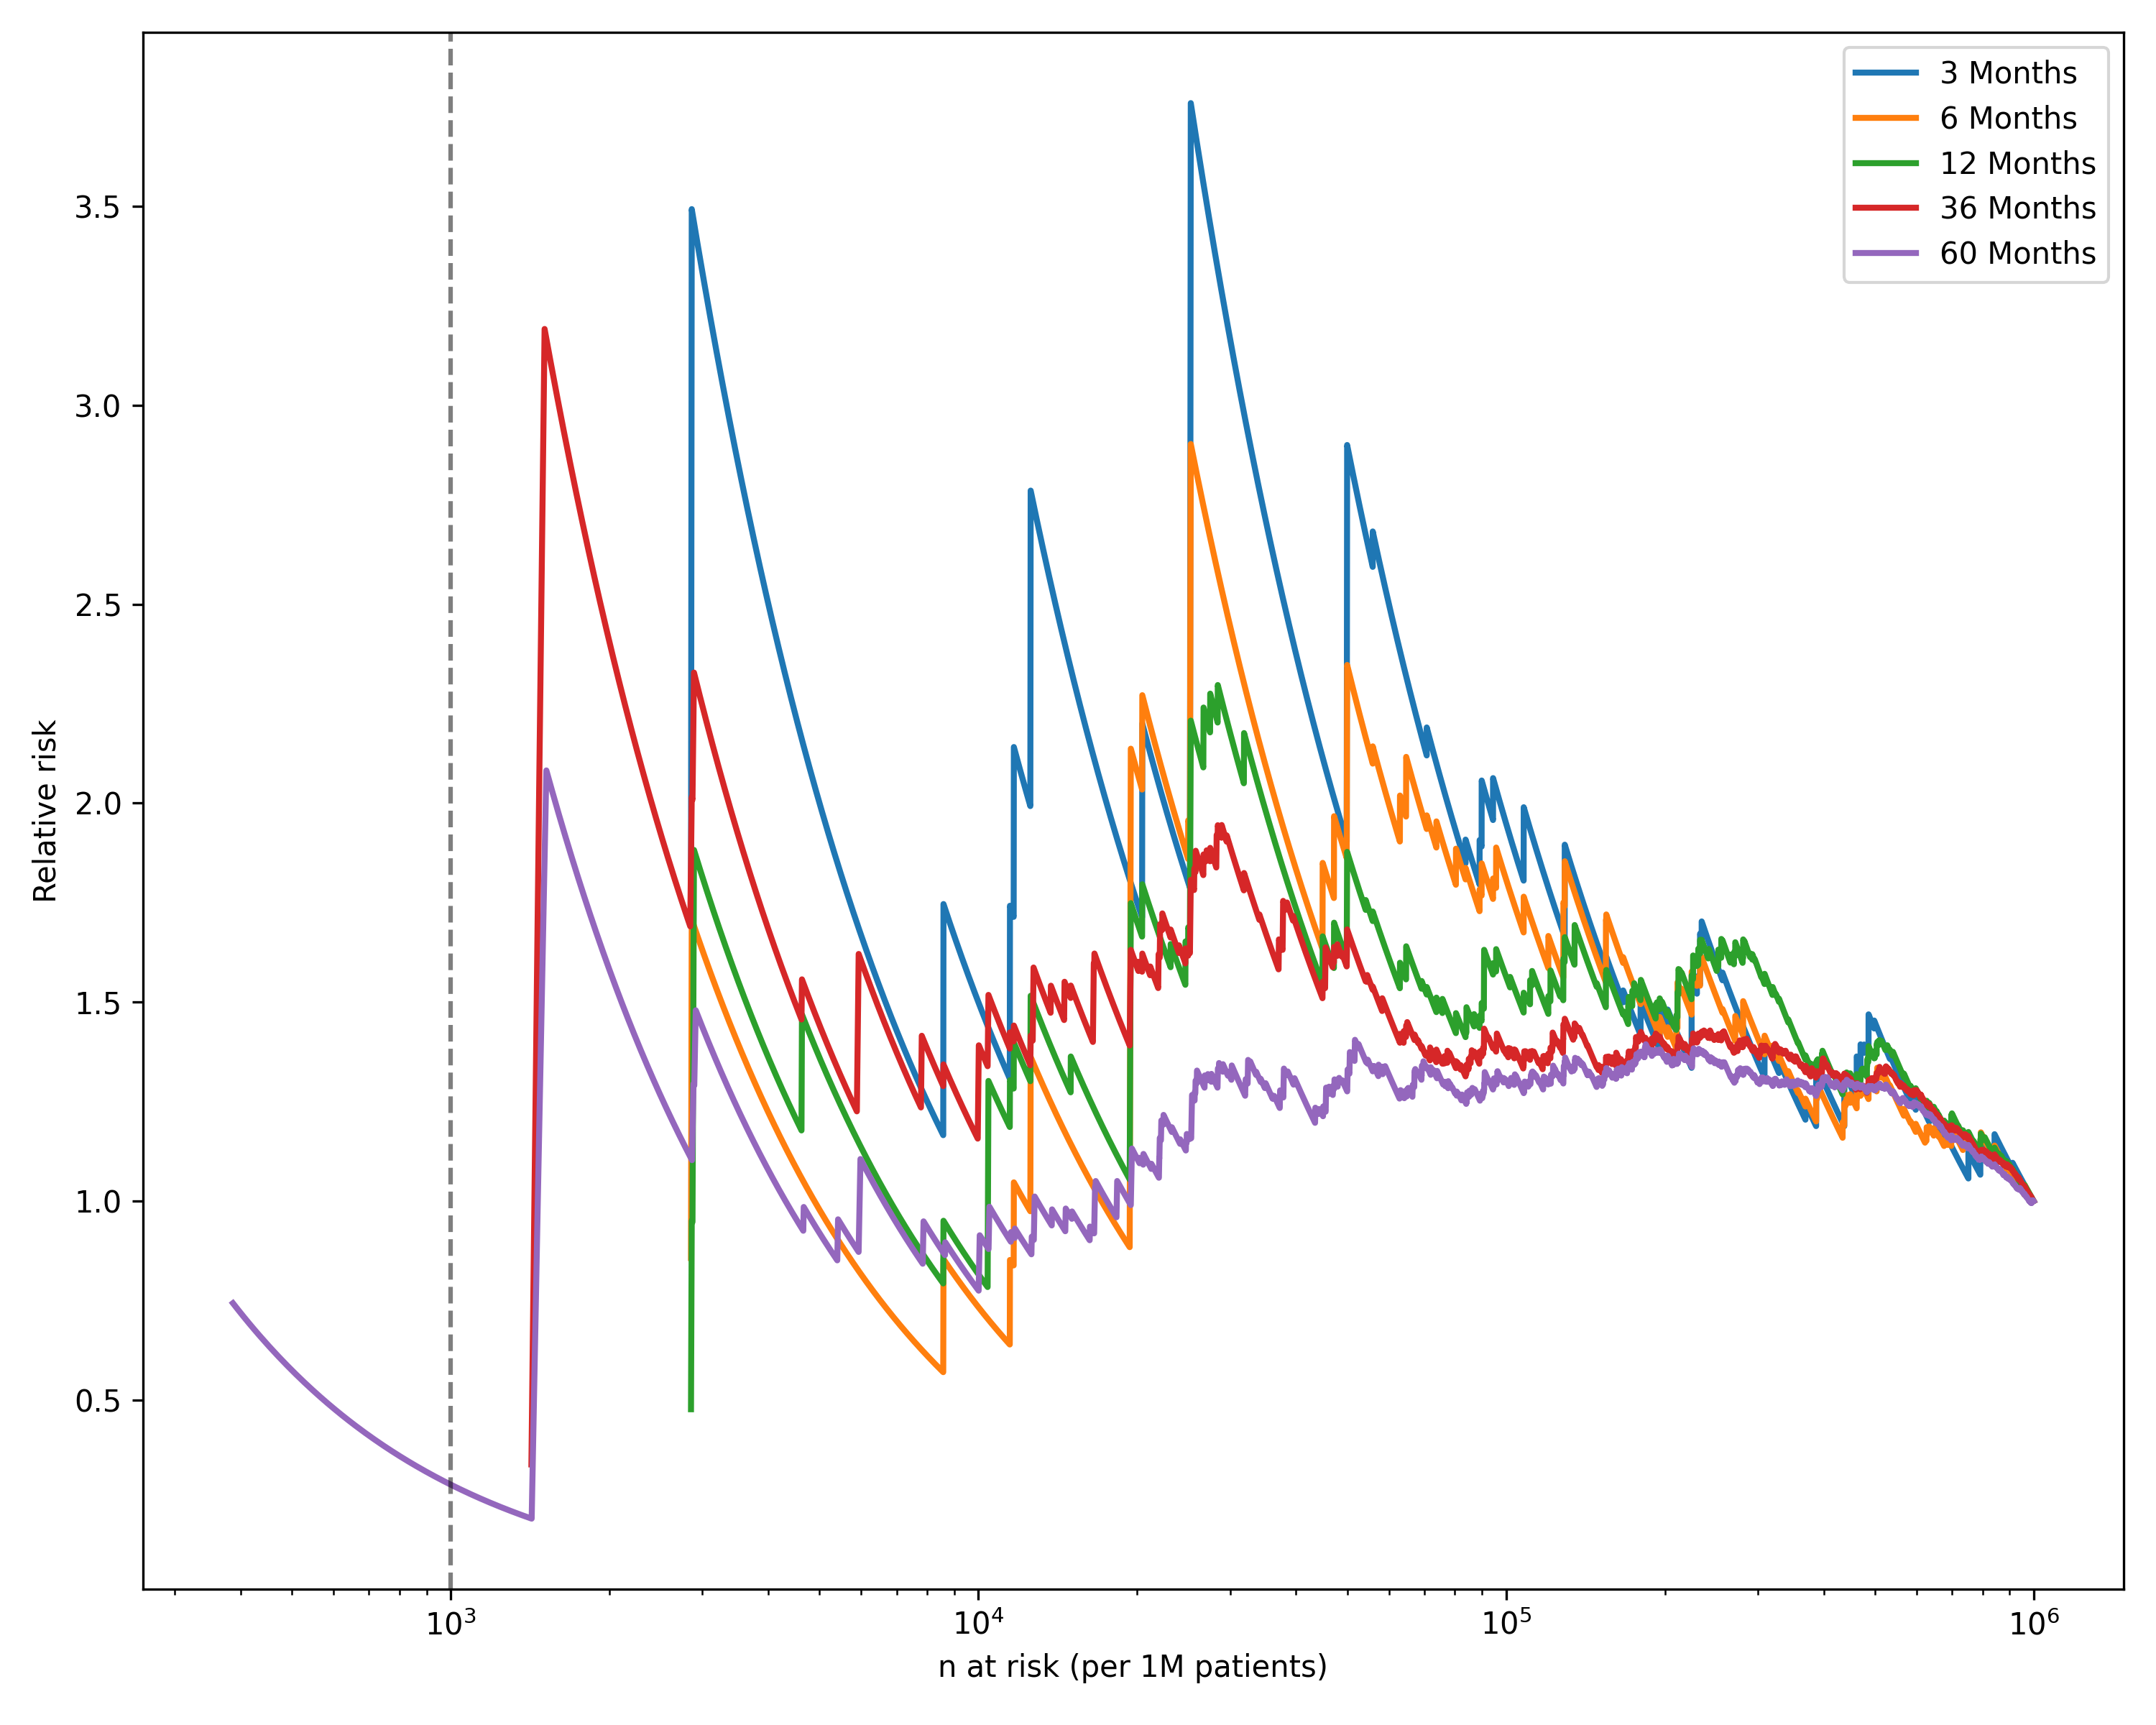 3 Months
6 Months
12 Months
36 Months
60 Months
3.5
3.0
2.5
2.0
1.5
1.0
0.5
Relative risk
10³ 10⁴ 10⁵ 10⁶
n at risk (per 1M patients)